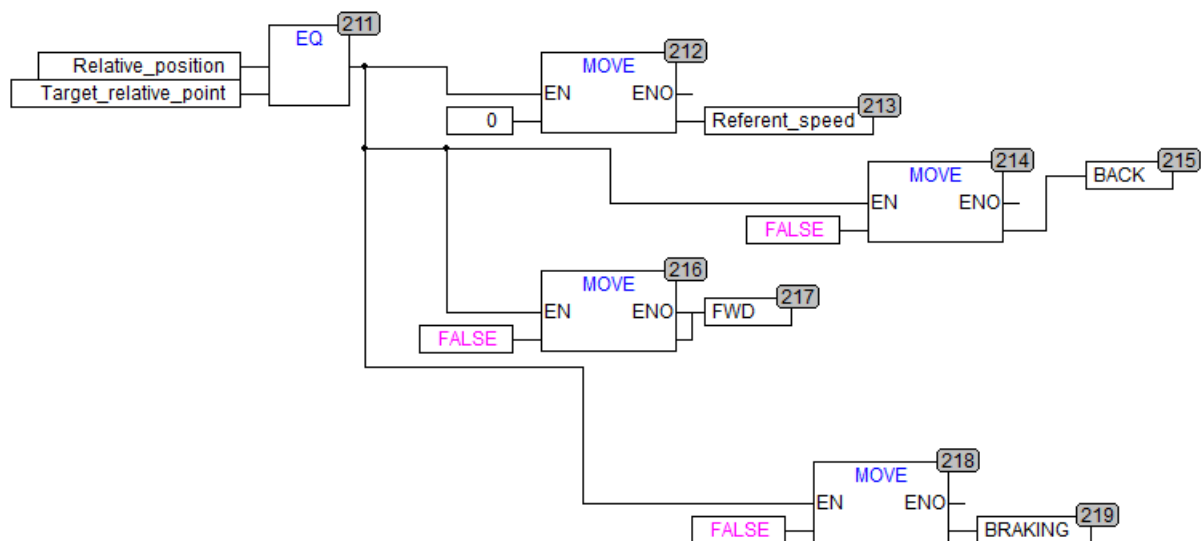 211
EQ
Relative_position
Target_relative_point
212
MOVE
EN ENO
213
0
Referent_speed
214
MOVE
215
BACK
EN ENO
FALSE
216
MOVE
217
EN ENO
FWD
FALSE
218
MOVE
EN ENO
219
FALSE
BRAKING